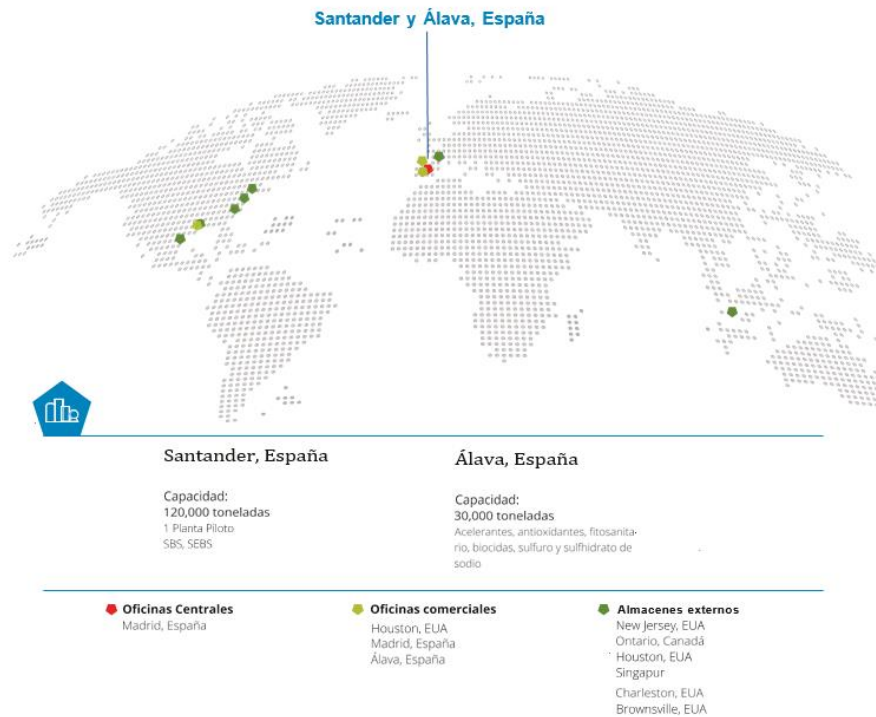 Santander y Álava, España
Santander, España
Capacidad:
120,000 toneladas
1 Planta Piloto
SBS, SEBS
Álava, España
Capacidad:
30,000 toneladas
Acelerantes, antioxidantes, fitosanita-
rio, biocidas, sulfuro y sulfhidrato de
sodio
Oficinas Centrales
Madrid, España
Oficinas comerciales
Houston, EUA
Madrid, España
Álava, España
Almacenes externos
New Jersey, EUA
Ontario, Canadá
Houston, EUA
Singapur
Charleston, EUA
Brownsville, EUA